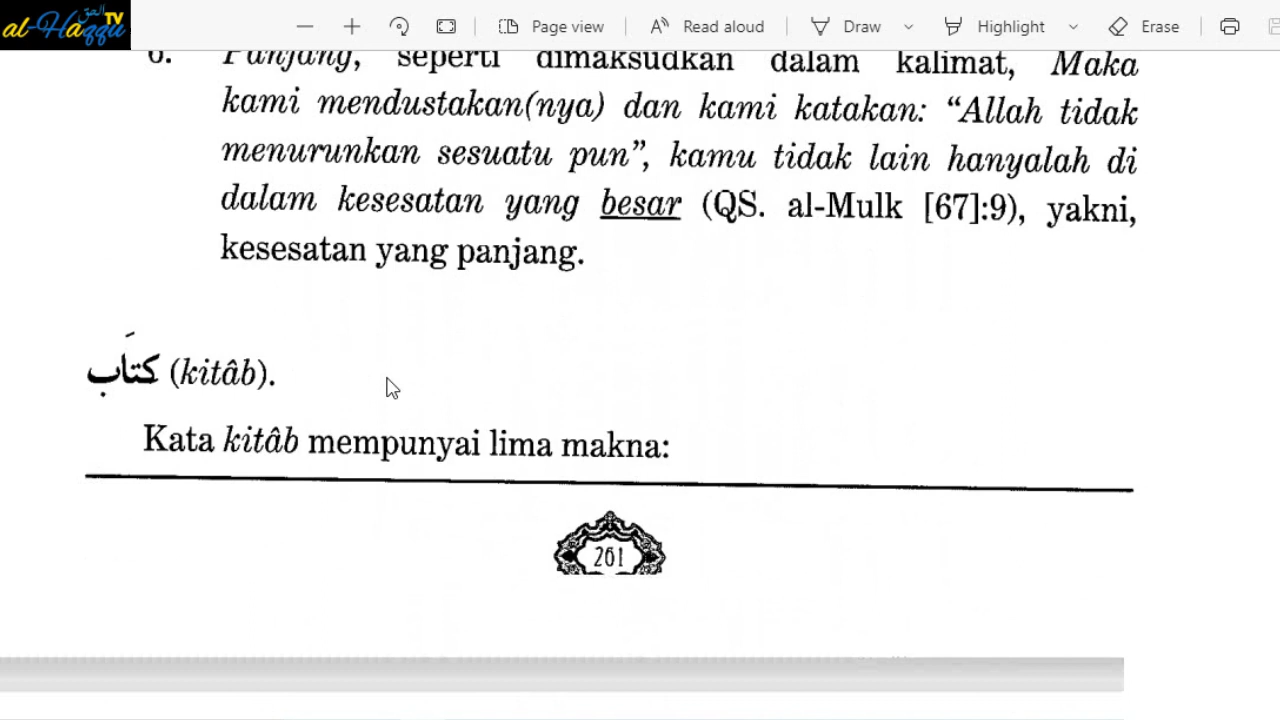 الحق TV
al-Haqqu
Page view Read aloud Draw Highlight Erase
6. Panjang, seperti dimaksudkan dalam kalimat, Maka
kami mendustakan(nya) dan kami katakan: “Allah tidak
menurunkan sesuatu pun”, kamu tidak lain hanyalah di
dalam kesesatan yang besar (QS. al-Mulk [67]:9), yakni,
kesesatan yang panjang.
كتَاب (kitâb).
Kata kitâb mempunyai lima makna:
261